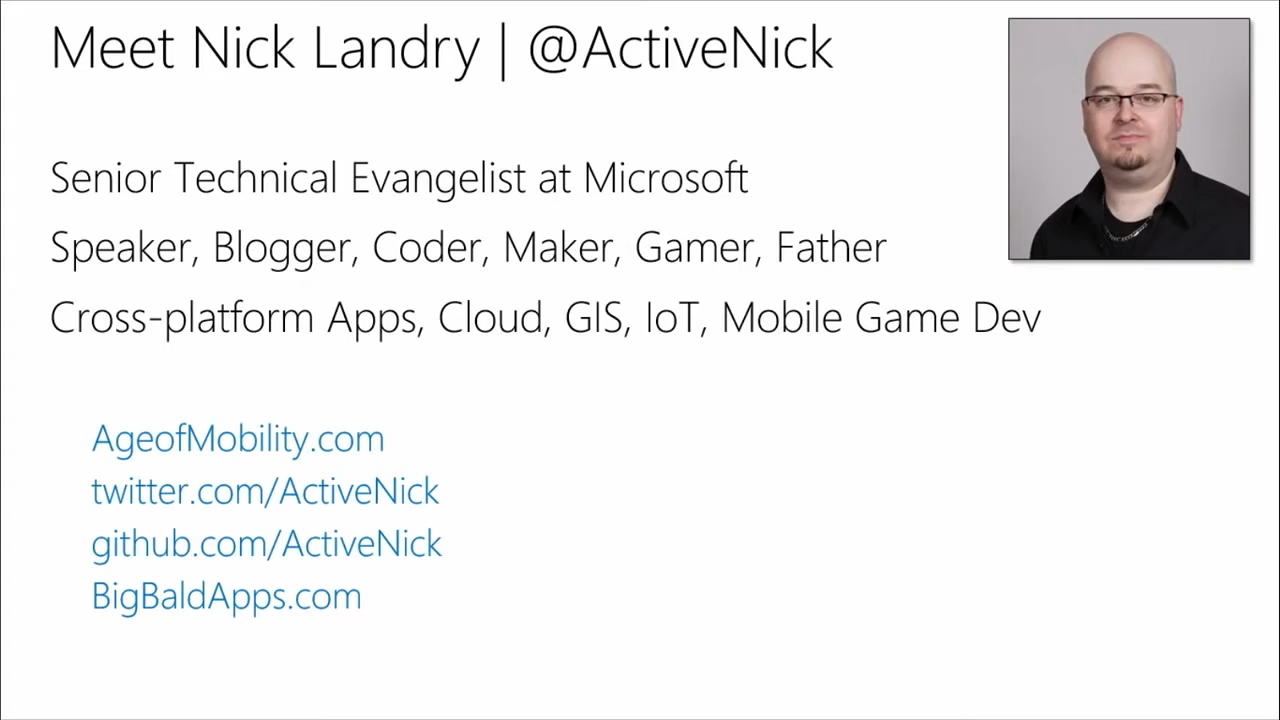 Meet Nick Landry | @ActiveNick
Senior Technical Evangelist at Microsoft
Speaker, Blogger, Coder, Maker, Gamer, Father
Cross-platform Apps, Cloud, GIS, IoT, Mobile Game Dev
AgeofMobility.com
twitter.com/ActiveNick
github.com/ActiveNick
BigBaldApps.com